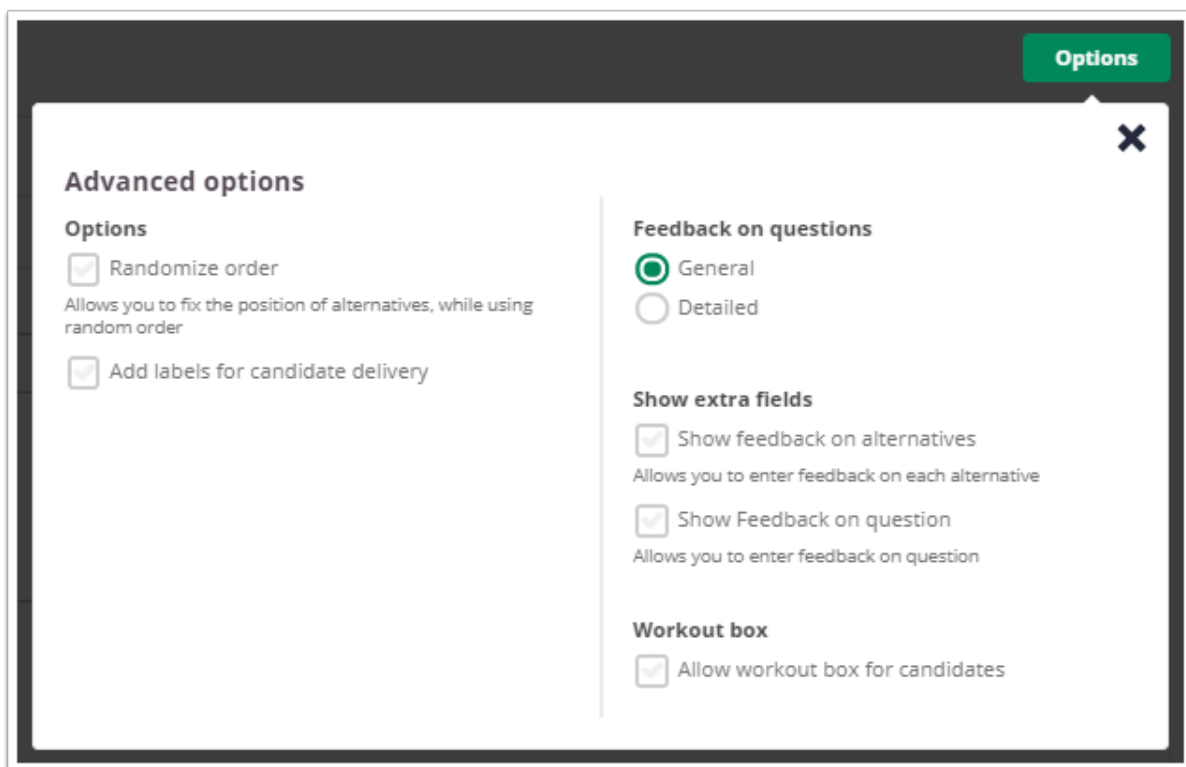 Options
Advanced options
Options
Randomize order
Allows you to fix the position of alternatives, while using
random order
Add labels for candidate delivery
Feedback on questions
General
Detailed
Show extra fields
Show feedback on alternatives
Allows you to enter feedback on each alternative
Show Feedback on question
Allows you to enter feedback on question
Workout box
Allow workout box for candidates